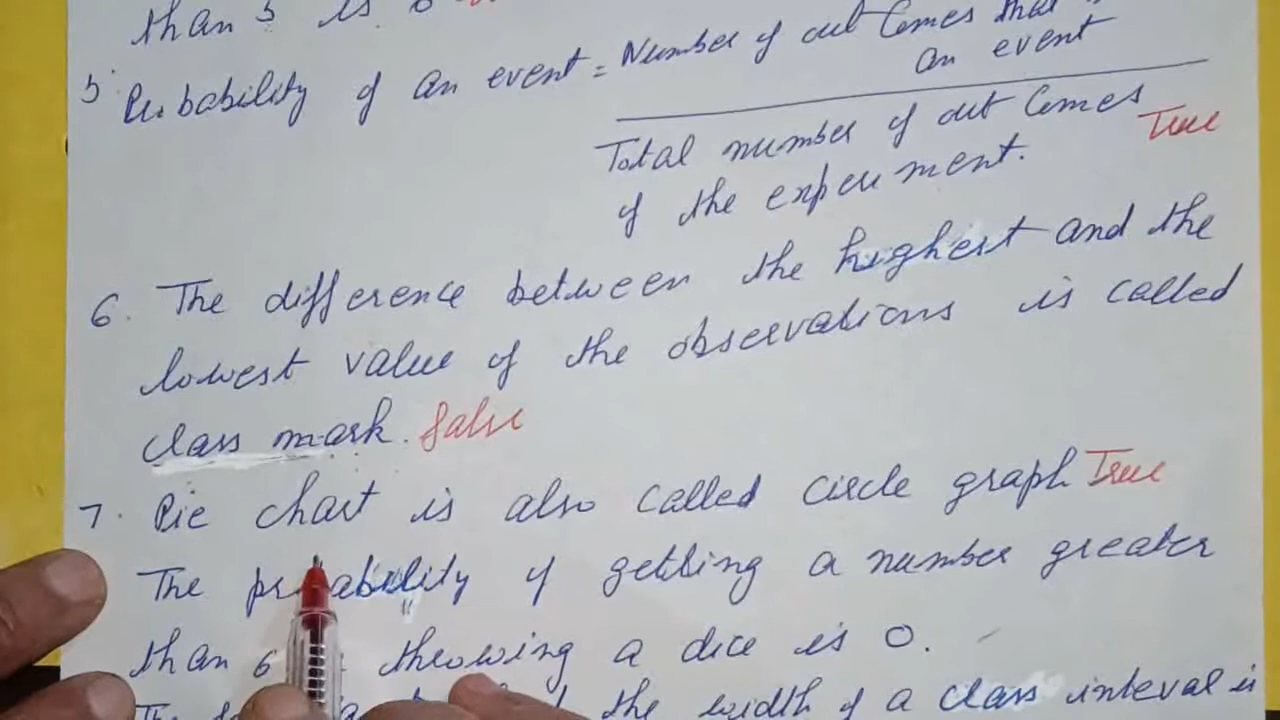 than 5 is 0
5. Probability of an event = Number of out Comes that
an event
Total number of out Comes True
of the experiment.
6. The difference between the highest and the
lowest value of the observations is called
class mark. false
7. Pie chart is also called circle graph True
The probability of getting a number greater
than 6 throwing a dice is 0.
The the width of a class interval is